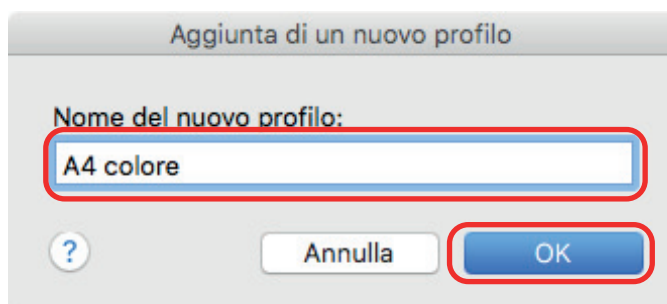 Aggiunta di un nuovo profilo
Nome del nuovo profilo:
A4 colore
? Annulla OK